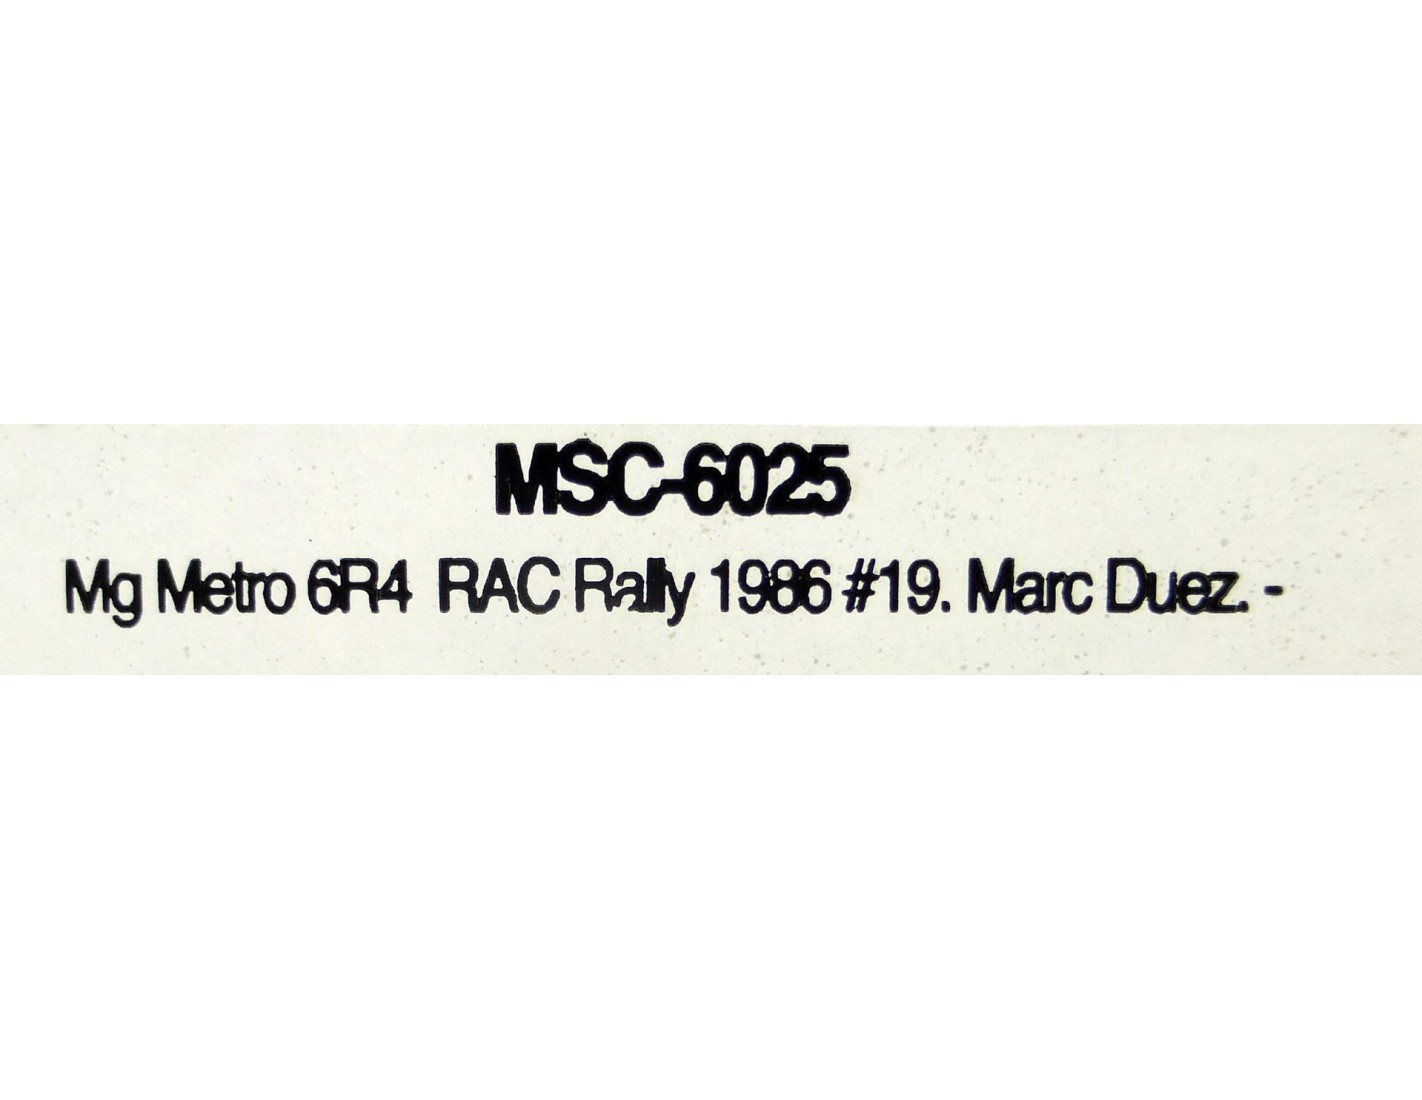 MSC-6025
Mg Metro 6R4 RAC Rally 1986 #19. Marc Duez. -